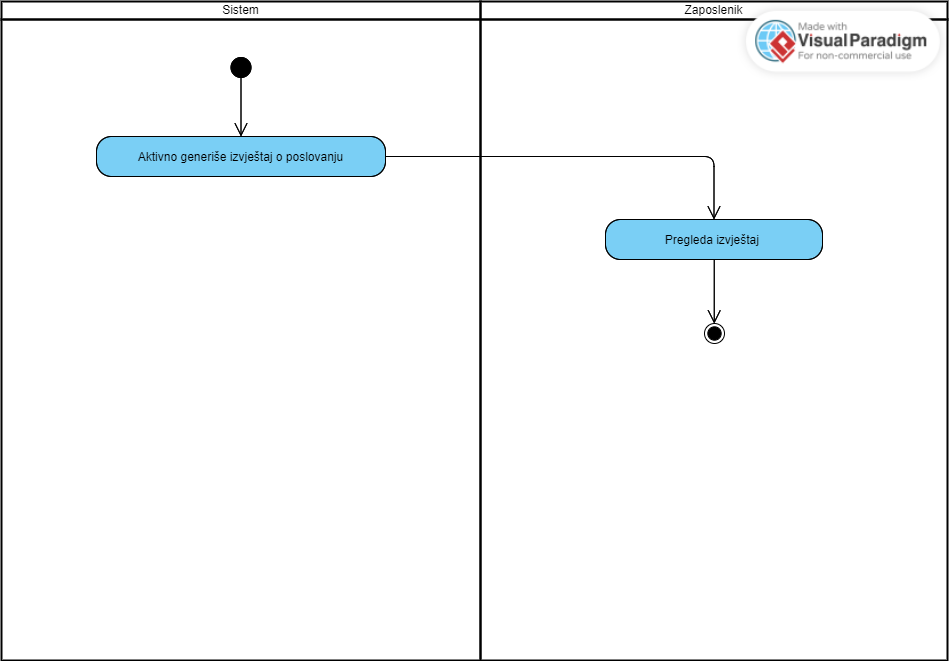 Sistem
Zaposlenik
Made with
Visual Paradigm
For non-commercial use
Aktivno generiše izvještaj o poslovanju
Pregleda izvještaj